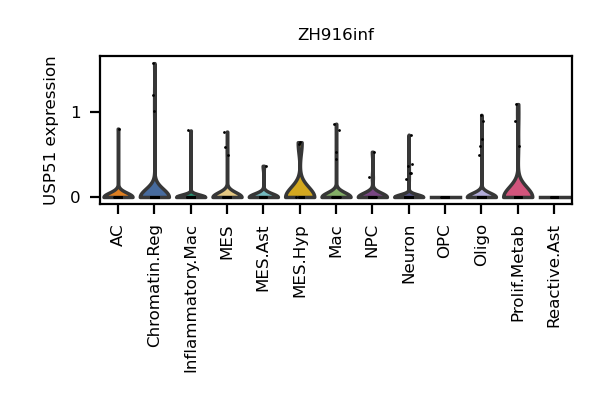 ZH916inf
USP51 expression
1
0
AC
Chromatin.Reg
Inflammatory.Mac
MES
MES.Ast
MES.Hyp
Mac
NPC
Neuron
OPC
Oligo
Prolif.Metab
Reactive.Ast